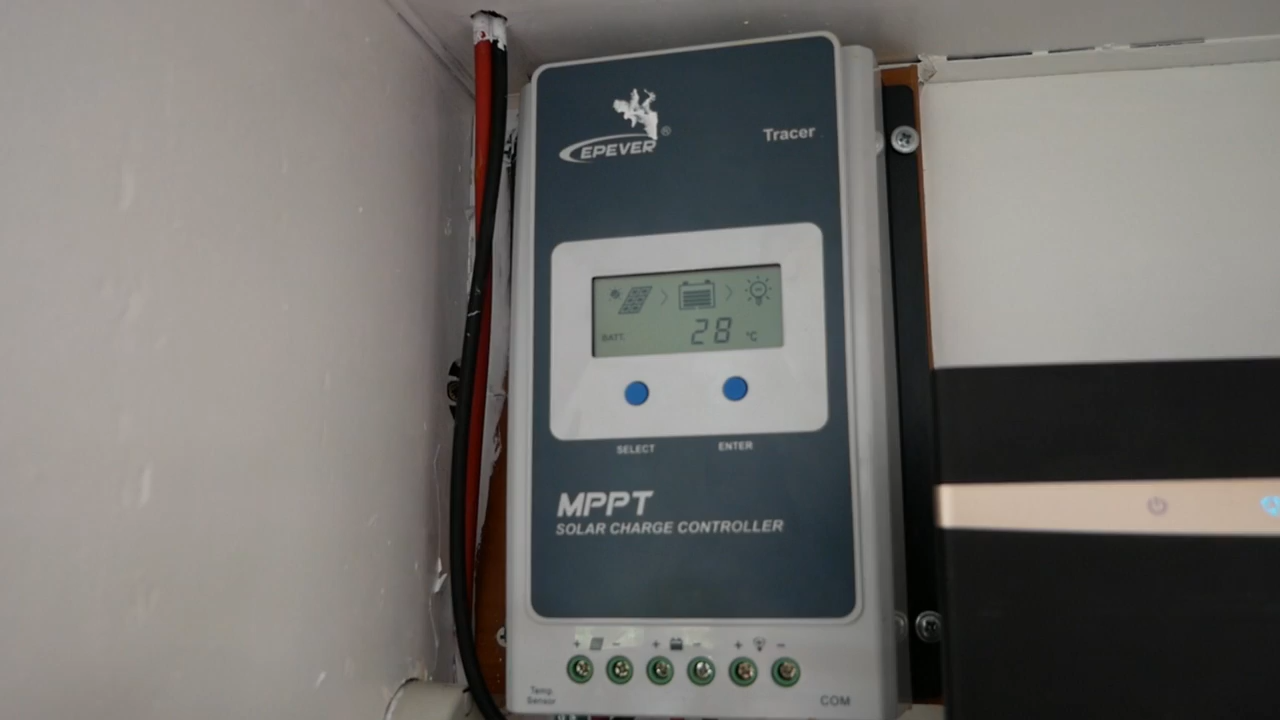 EPEVER®
Tracer
BATT. 28 °C
SELECT ENTER
MPPT
SOLAR CHARGE CONTROLLER
+ − + − + −
Temp.
Sensor
COM